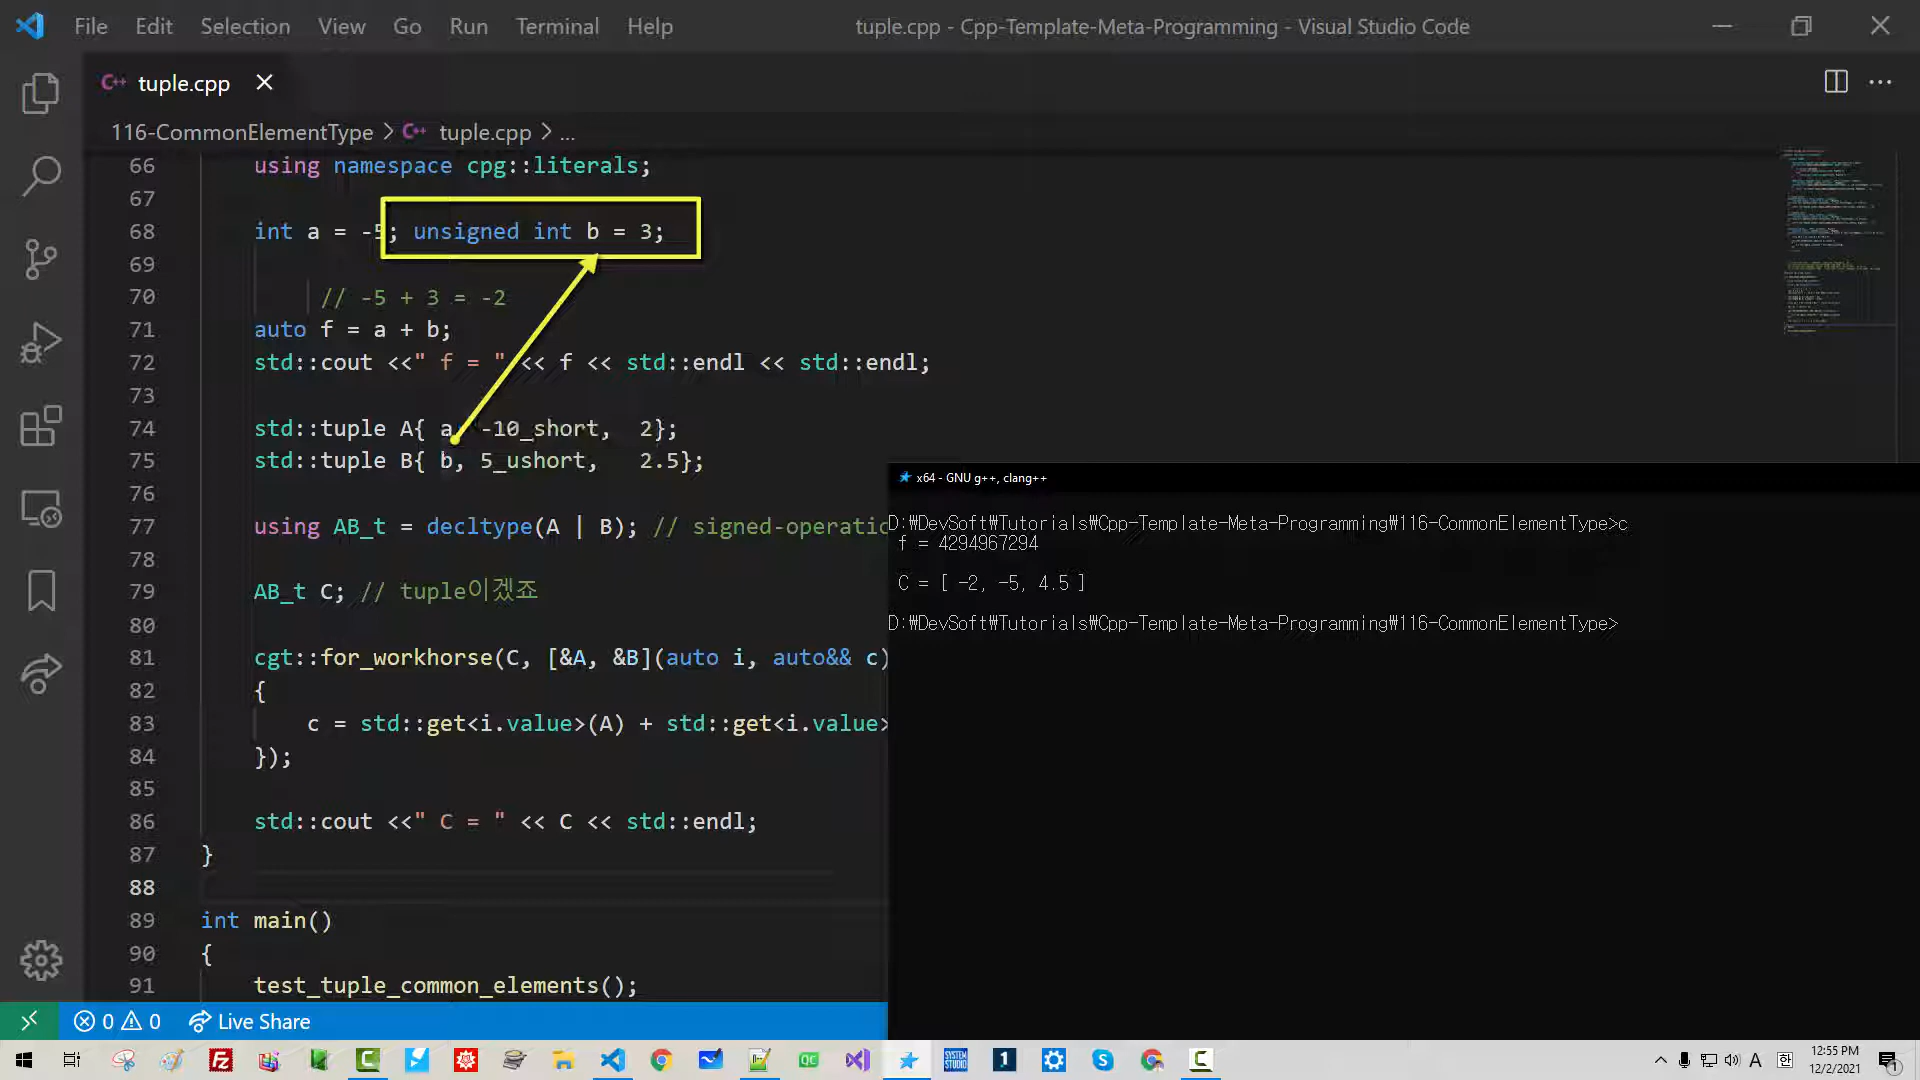 File Edit Selection View Go Run Terminal Help tuple.cpp - Cpp-Template-Meta-Programming - Visual Studio Code
C++ tuple.cpp
116-CommonElementType > C++ tuple.cpp > ...
66 using namespace cpg::literals;
67
68 int a = -5; unsigned int b = 3;
69
70 // -5 + 3 = -2
71 auto f = a + b;
72 std::cout <<" f = " << f << std::endl << std::endl;
73
74 std::tuple A{ a, -10_short, 2};
75 std::tuple B{ b, 5_ushort, 2.5};
76
77 using AB_t = decltype(A | B); // signed-operatio
78
79 AB_t C; // tuple이겠죠
80
81 cgt::for_workhorse(C, [&A, &B](auto i, auto&& c)
82 {
83 c = std::get<i.value>(A) + std::get<i.value>
84 });
85
86 std::cout <<" C = " << C << std::endl;
87 }
88
89 int main()
90 {
91 test_tuple_common_elements();
x64 - GNU g++, clang++
D:₩DevSoft₩Tutorials₩Cpp-Template-Meta-Programming₩116-CommonElementType>c
f = 4294967294
C = [ -2, -5, 4.5 ]
D:₩DevSoft₩Tutorials₩Cpp-Template-Meta-Programming₩116-CommonElementType>
0 0 Live Share
QC SYSTEM STUDIO 1 A 한 12:55 PM
12/2/2021